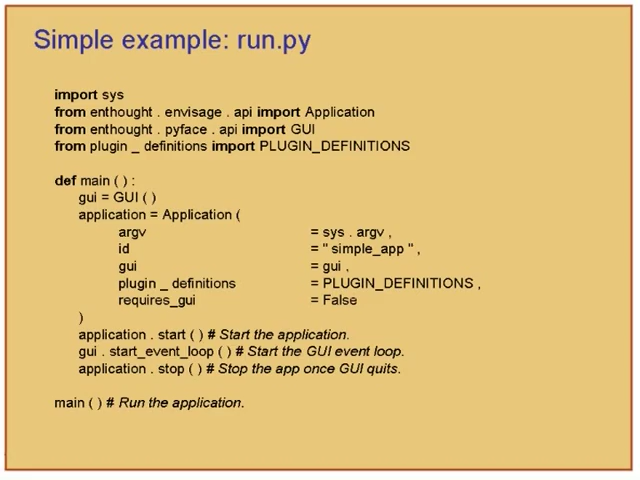 Simple example: run.py
import sys
from enthought . envisage . api import Application
from enthought . pyface . api import GUI
from plugin _ definitions import PLUGIN_DEFINITIONS
def main ( ) :
gui = GUI ( )
application = Application (
argv = sys . argv ,
id = " simple_app " ,
gui = gui ,
plugin _ definitions = PLUGIN_DEFINITIONS ,
requires_gui = False
)
application . start ( ) # Start the application.
gui . start_event_loop ( ) # Start the GUI event loop.
application . stop ( ) # Stop the app once GUI quits.
main ( ) # Run the application.